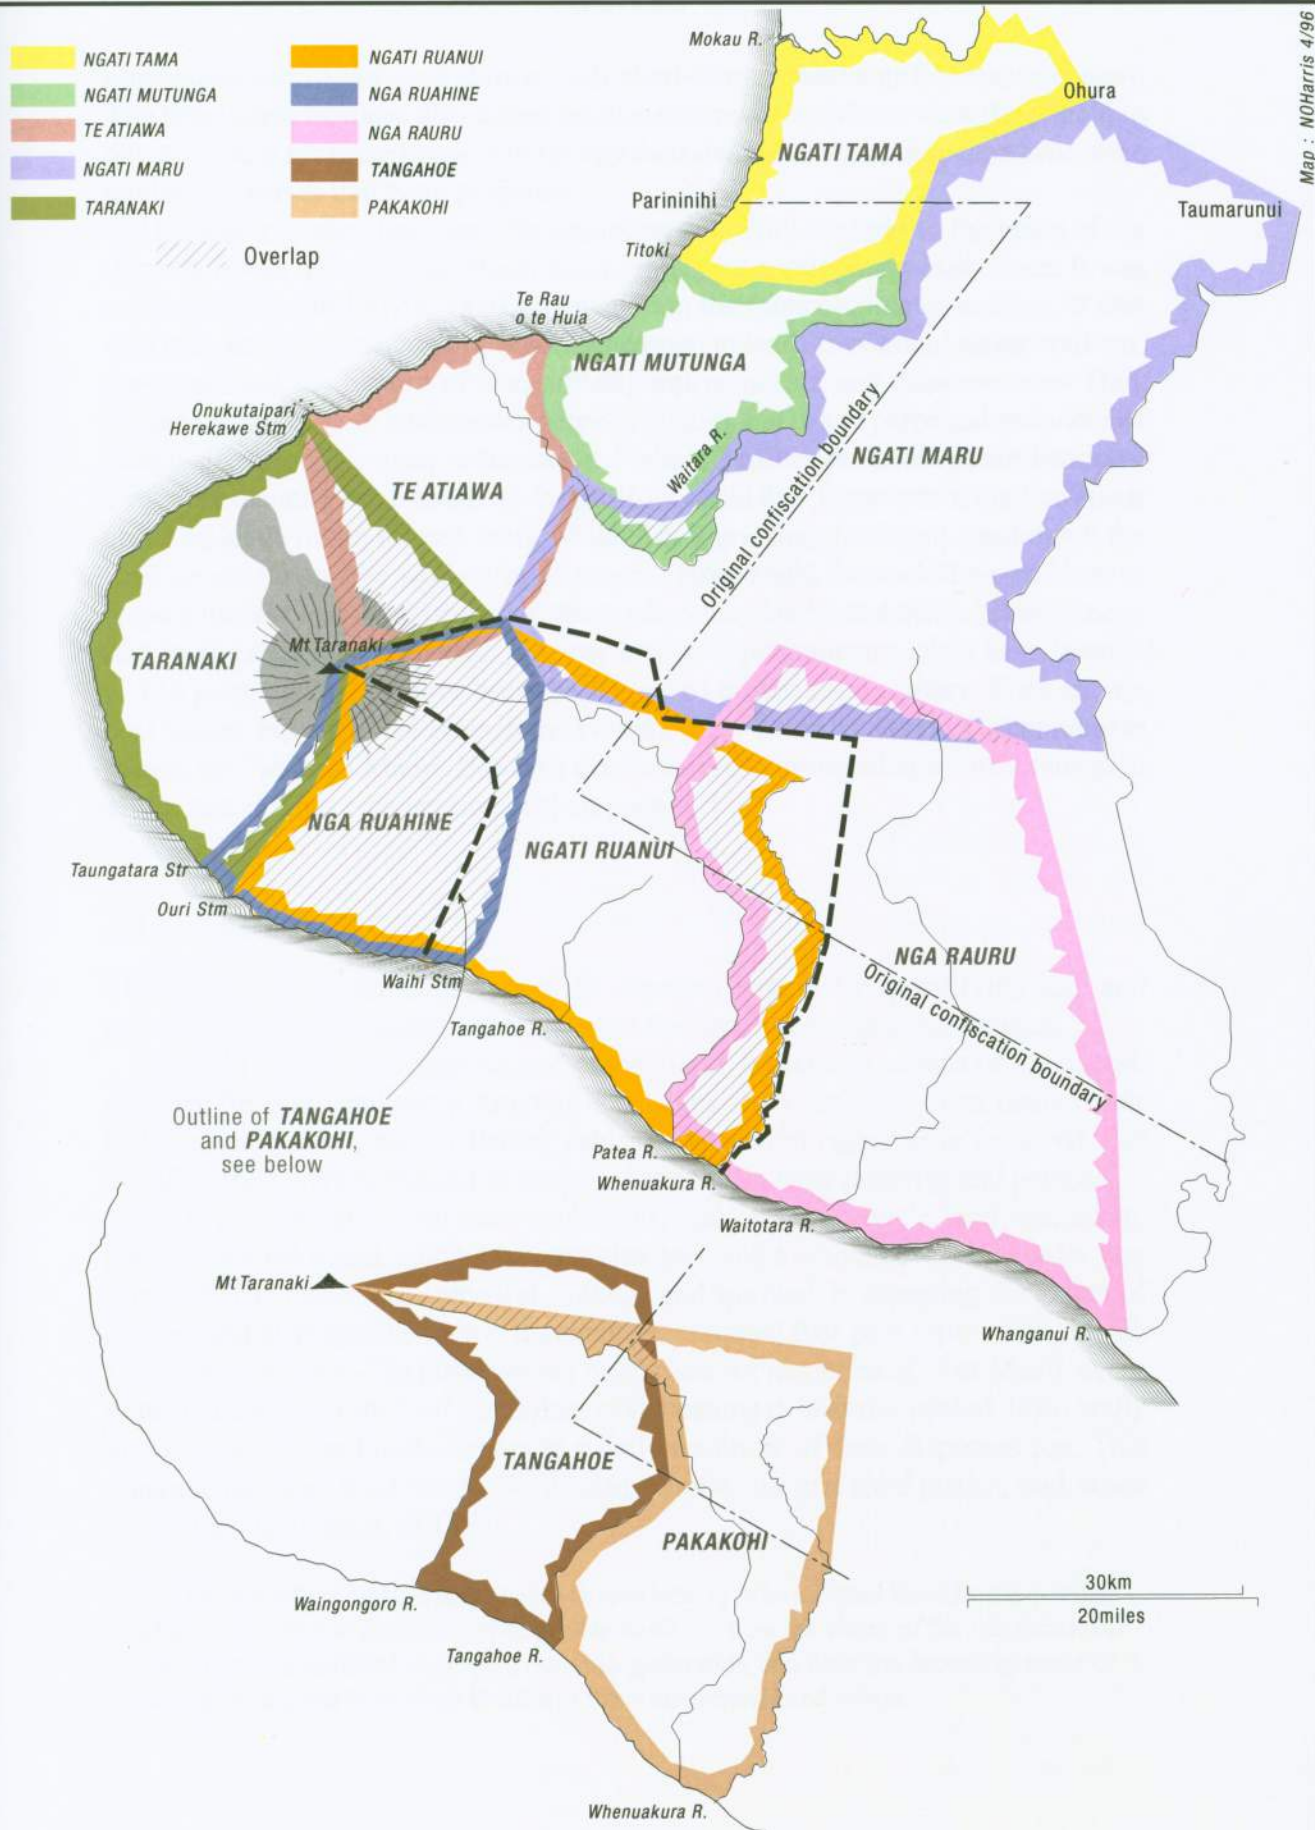 NGATI TAMA
NGATI MUTUNGA
TE ATIAWA
NGATI MARU
TARANAKI
NGATI RUANUI
NGA RUAHINE
NGA RAURU
TANGAHOE
PAKAKOHI
Overlap
Map : NOHarris 4/96
Mokau R.
Ohura
NGATI TAMA
Parininihi
Taumarunui
Titoki
Te Rau
o te Huia
NGATI MUTUNGA
Onukutaipari
Herekawe Stm
Waitara R.
NGATI MARU
TE ATIAWA
Original confiscation boundary
Mt Taranaki
TARANAKI
NGA RUAHINE
NGATI RUANUI
Taungatara Str
Ouri Stm
NGA RAURU
Waihi Stm
Original confiscation boundary
Tangahoe R.
Outline of TANGAHOE
and PAKAKOHI,
see below
Patea R.
Whenuakura R.
Waitotara R.
Mt Taranaki
Whanganui R.
TANGAHOE
PAKAKOHI
30km
20miles
Waingongoro R.
Tangahoe R.
Whenuakura R.